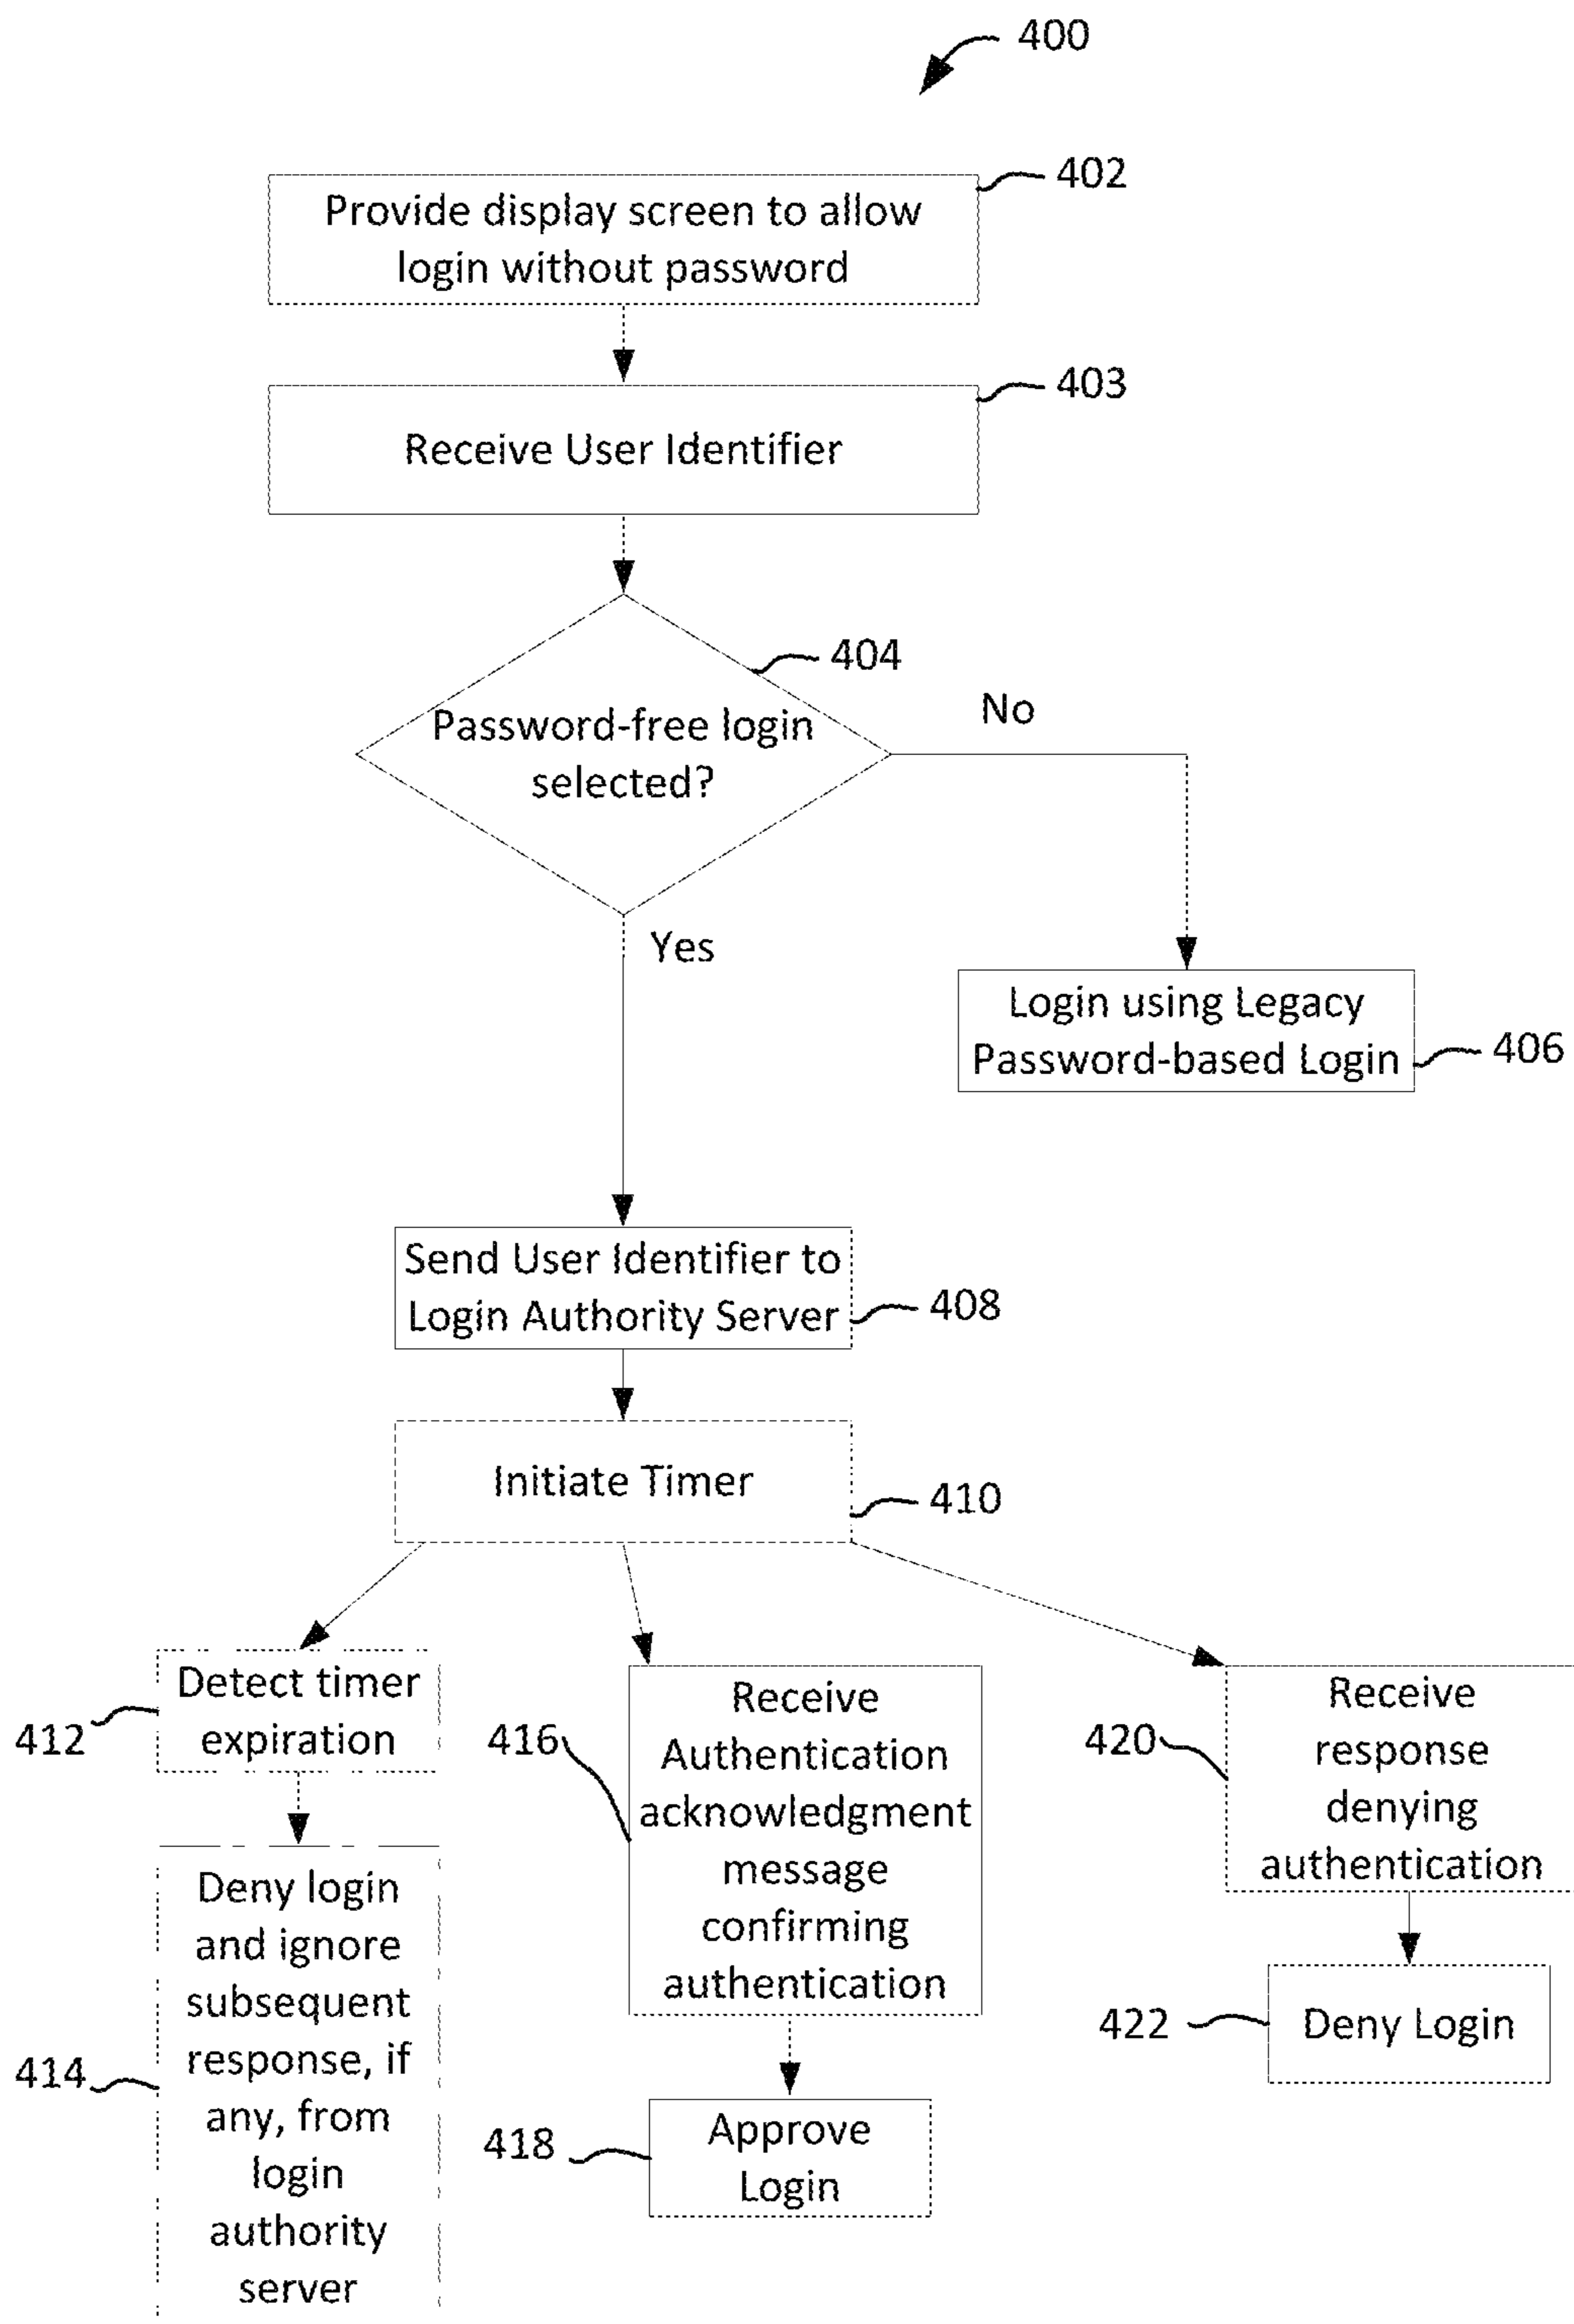 400
402
Provide display screen to allow
login without password
403
Receive User Identifier
404
Password-free login
selected?
No
Yes
Login using Legacy
Password-based Login
406
Send User Identifier to
Login Authority Server
408
Initiate Timer
410
Detect timer
expiration
412
Deny login
and ignore
subsequent
response, if
any, from
login
authority
server
414
416
Receive
Authentication
acknowledgment
message
confirming
authentication
418
Approve
Login
420
Receive
response
denying
authentication
422
Deny Login